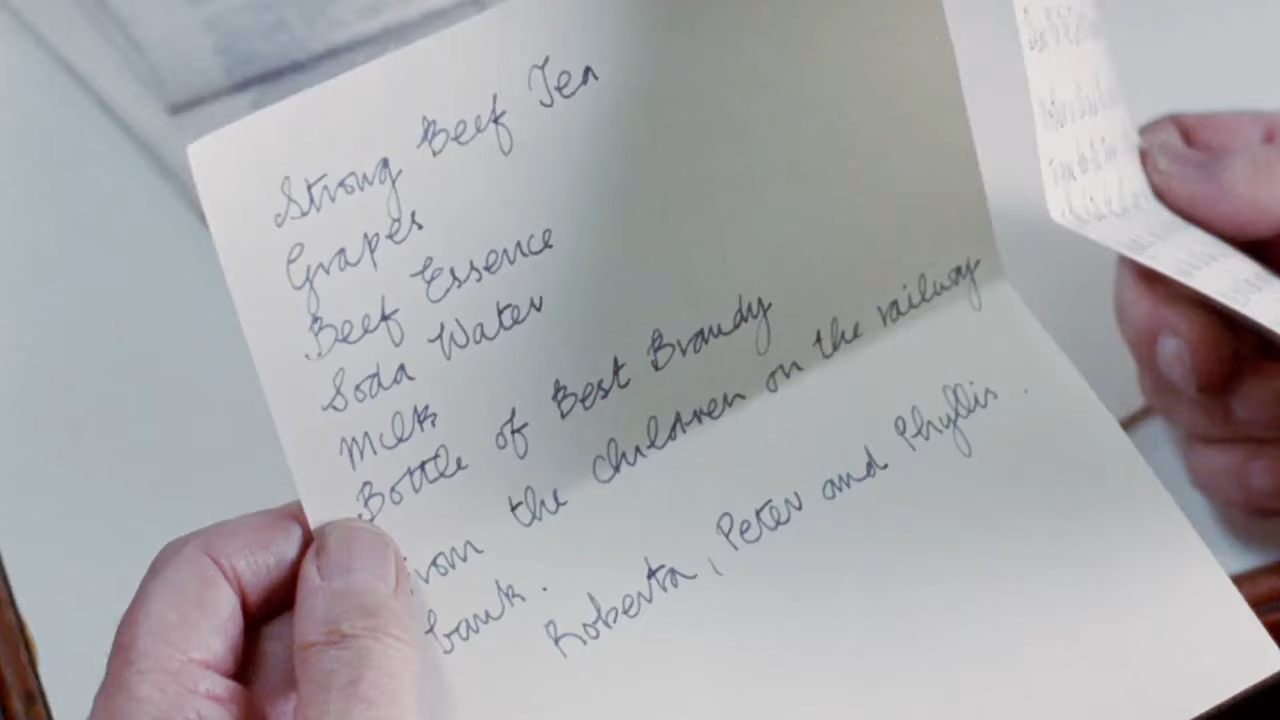 Strong Beef Tea
Grapes
Beef Essence
Soda Water
Milk
Bottle of Best Brandy
from the children on the railway
bank.
Roberta, Peter and Phyllis.